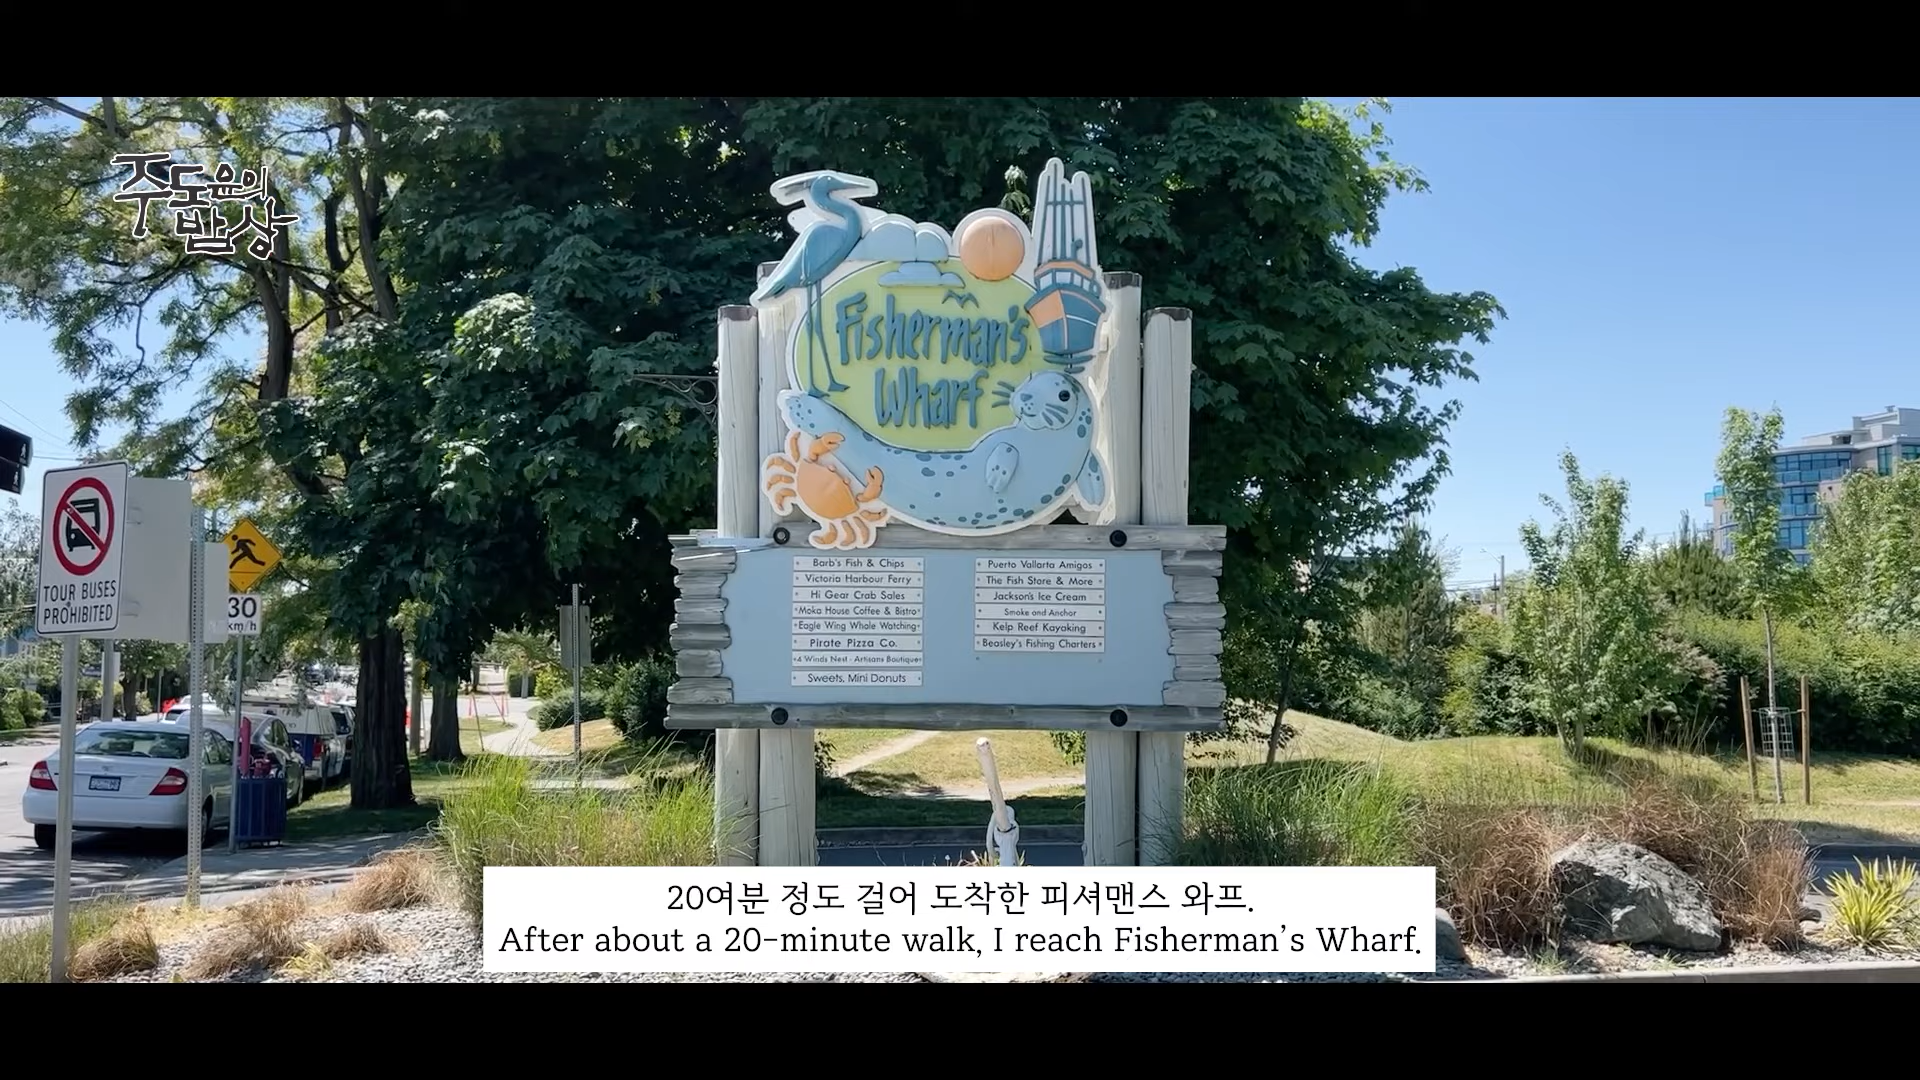 주도윤의
밥상
Fisherman's
Wharf
Barb's Fish & Chips
Victoria Harbour Ferry
Hi Gear Crab Sales
Moka House Coffee & Bistro
Eagle Wing Whale Watching
Pirate Pizza Co.
4 Winds Nest - Artisans Boutique
Sweets, Mini Donuts
Puerto Vallarta Amigos
The Fish Store & More
Jackson's Ice Cream
Smoke and Anchor
Kelp Reef Kayaking
Beasley's Fishing Charters
TOUR BUSES
PROHIBITED
30
km/h
20여분 정도 걸어 도착한 피셔맨스 와프.
After about a 20-minute walk, I reach Fisherman's Wharf.